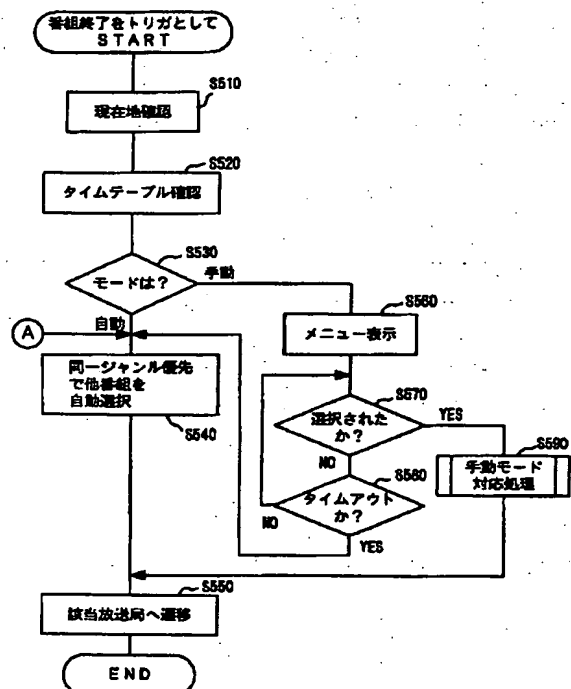 番組終了をトリガとして
START
S510
現在地確認
S520
タイムテーブル確認
S530
モードは?
手動
自動
A
S560
メニュー表示
同一ジャンル優先
で他番組を
自動選択
S540
S570
選択された
か?
YES
NO
S590
手動モード
対応処理
S580
タイムアウト
か?
NO
YES
S550
該当放送局へ遷移
END